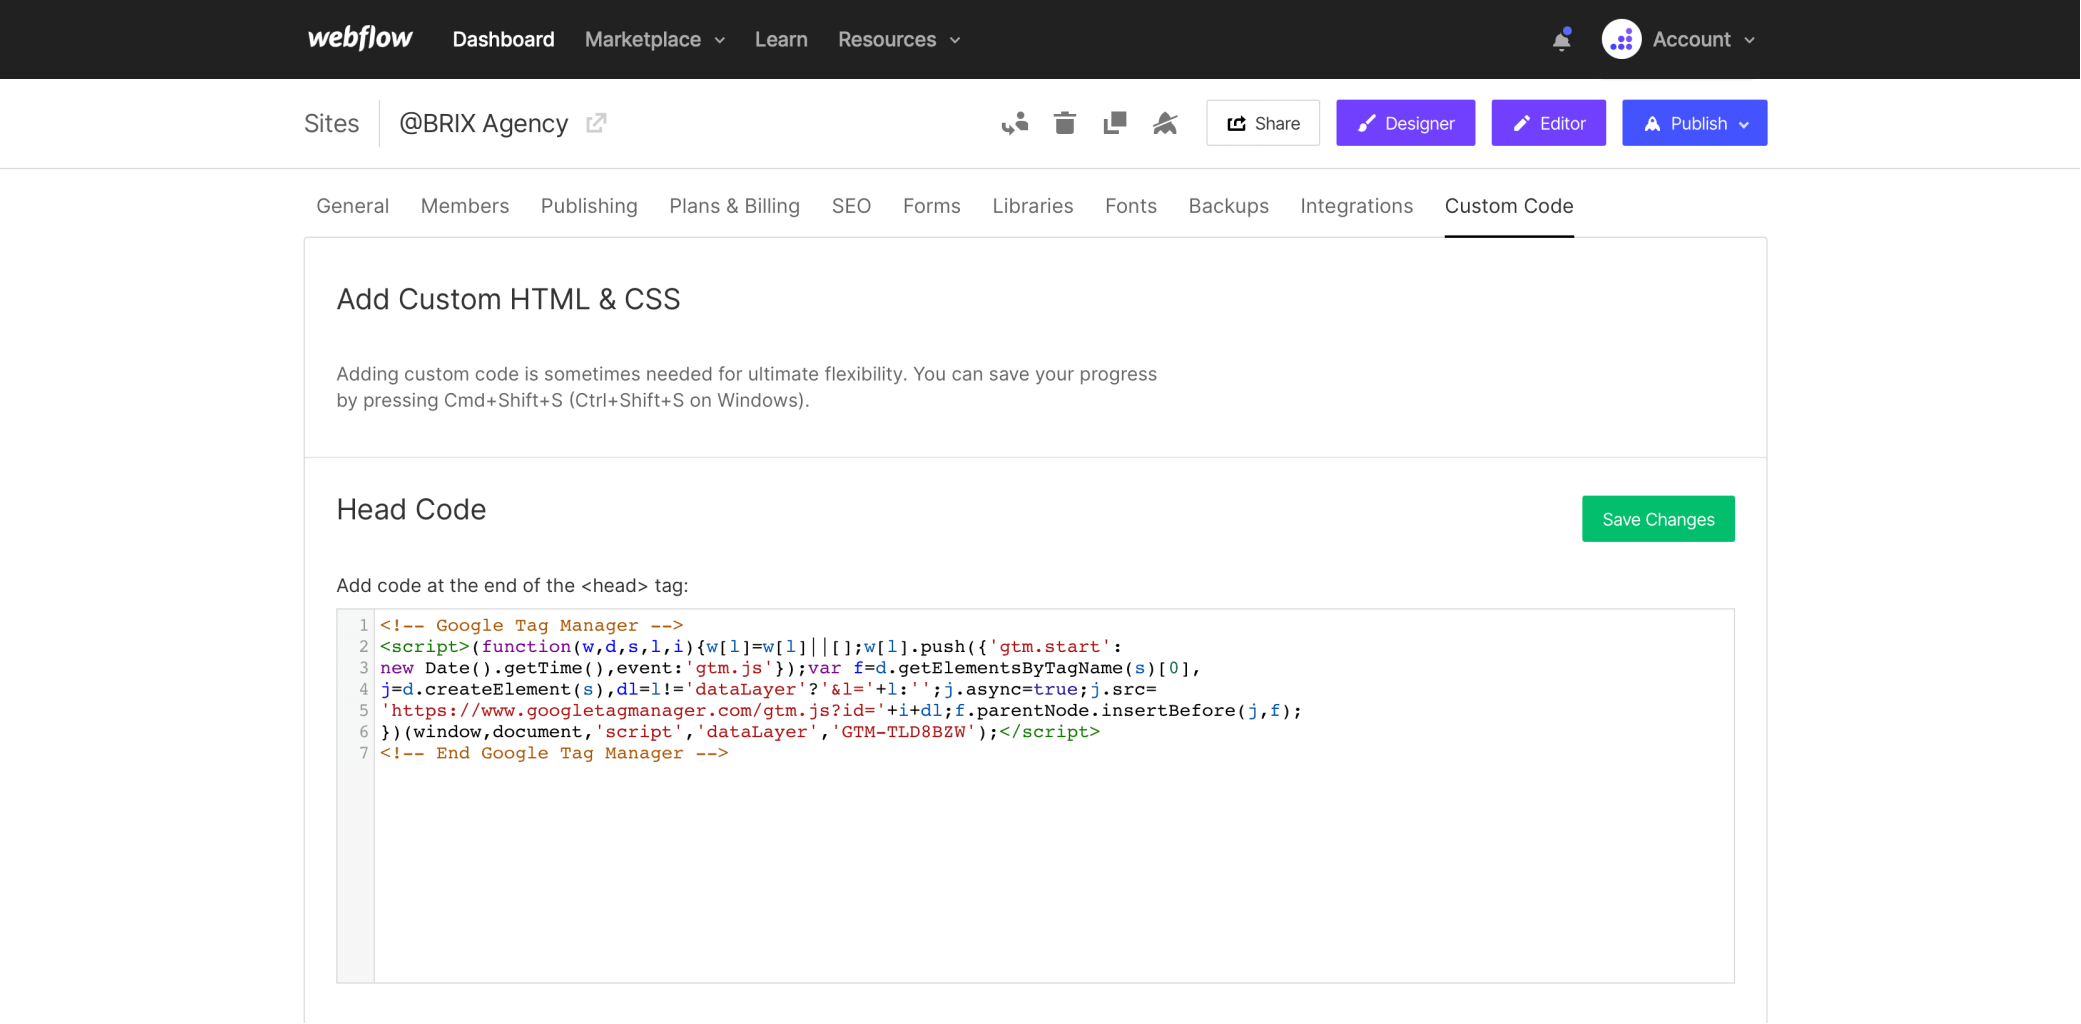 webflow Dashboard Marketplace Learn Resources Account
Sites @BRIX Agency Share Designer Editor Publish
General Members Publishing Plans & Billing SEO Forms Libraries Fonts Backups Integrations Custom Code
Add Custom HTML & CSS
Adding custom code is sometimes needed for ultimate flexibility. You can save your progress
by pressing Cmd+Shift+S (Ctrl+Shift+S on Windows).
Head Code
Save Changes
Add code at the end of the <head> tag:
1 <!-- Google Tag Manager -->
2 <script>(function(w,d,s,l,i){w[l]=w[l]||[];w[l].push({'gtm.start':
3 new Date().getTime(),event:'gtm.js'});var f=d.getElementsByTagName(s)[0],
4 j=d.createElement(s),dl=l!='dataLayer'?'&l='+l:'';j.async=true;j.src=
5 'https://www.googletagmanager.com/gtm.js?id='+i+dl;f.parentNode.insertBefore(j,f);
6 })(window,document,'script','dataLayer','GTM-TLD8BZW');</script>
7 <!-- End Google Tag Manager -->